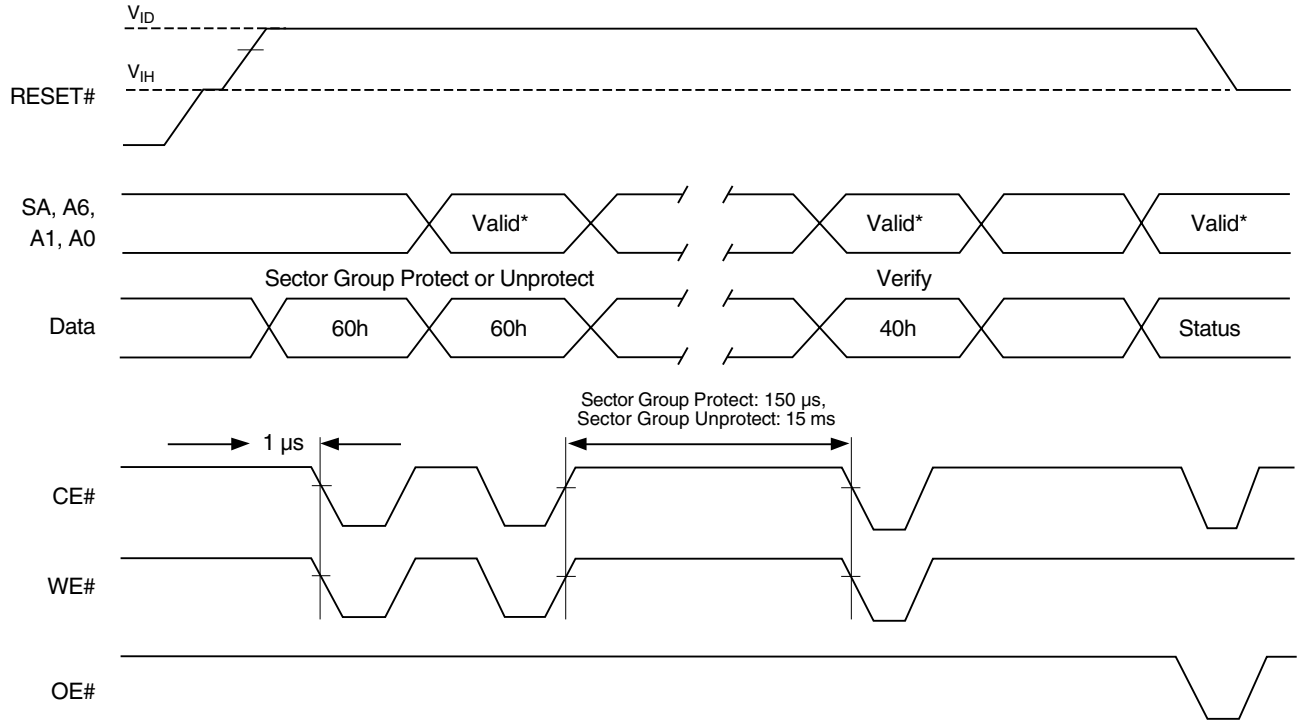 VID
VIH
RESET#
SA, A6,
A1, A0
Valid*
Valid*
Valid*
Sector Group Protect or Unprotect
Verify
Data
60h
60h
40h
Status
Sector Group Protect: 150 µs,
Sector Group Unprotect: 15 ms
1 µs
CE#
WE#
OE#